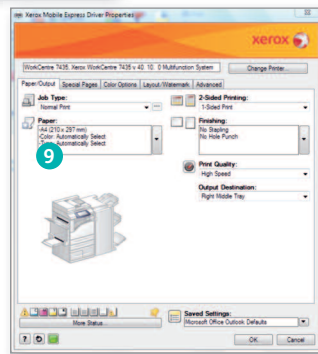 Xerox Mobile Express Driver Properties
xerox
WorkCentre 7435, Xerox WorkCentre 7435 v 40. 10. 0 Multifunction System
Change Printer...
Paper/Output Special Pages Color Options Layout/Watermark Advanced
Job Type:
Normal Print
2-Sided Printing:
1-Sided Print
Paper:
-A4 (210 x 297 mm)
-Color: Automatically Select
Automatically Select
9
Finishing:
No Stapling
No Hole Punch
Print Quality:
High Speed
Output Destination:
Right Middle Tray
More Status...
Saved Settings:
Microsoft Office Outlook Defaults
OK Cancel